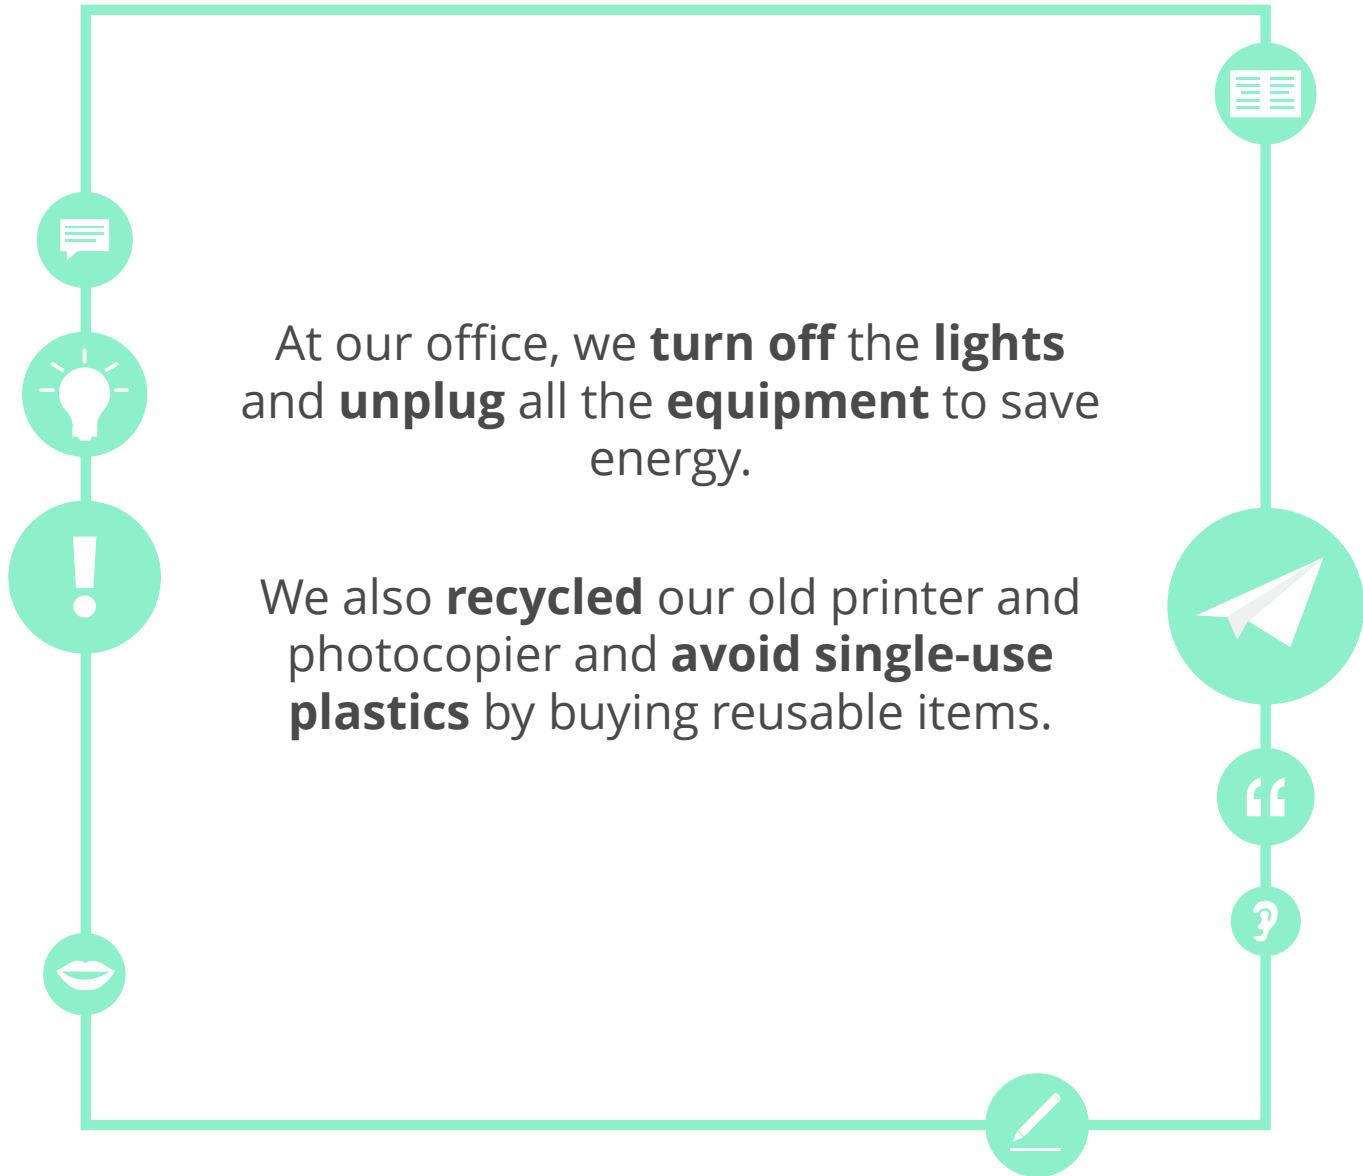 At our office, we turn off the lights
and unplug all the equipment to save
energy.
We also recycled our old printer and
photocopier and avoid single-use
plastics by buying reusable items.